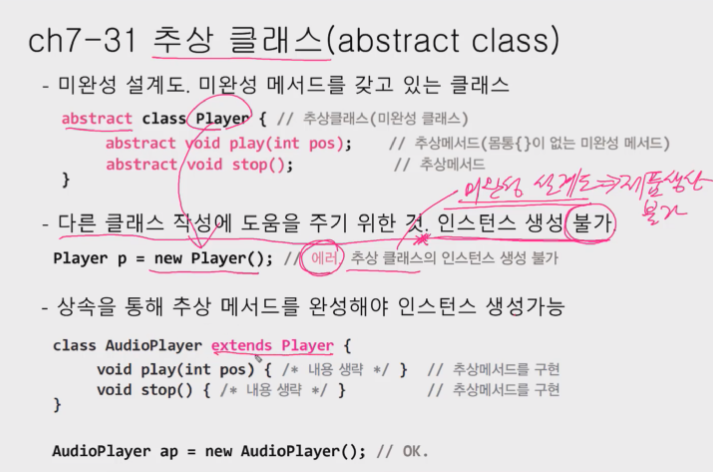 ch7-31 추상 클래스(abstract class)
- 미완성 설계도. 미완성 메서드를 갖고 있는 클래스
abstract class Player { // 추상클래스(미완성 클래스)
abstract void play(int pos); // 추상메서드(몸통{}이 없는 미완성 메서드)
abstract void stop(); // 추상메서드
}
미완성 설계도⇒제품생산
불가
- 다른 클래스 작성에 도움을 주기 위한 것. 인스턴스 생성 불가
Player p = new Player(); // 에러 추상 클래스의 인스턴스 생성 불가
- 상속을 통해 추상 메서드를 완성해야 인스턴스 생성가능
class AudioPlayer extends Player {
void play(int pos) { /* 내용 생략 */ } // 추상메서드를 구현
void stop() { /* 내용 생략 */ } // 추상메서드를 구현
}
AudioPlayer ap = new AudioPlayer(); // OK.